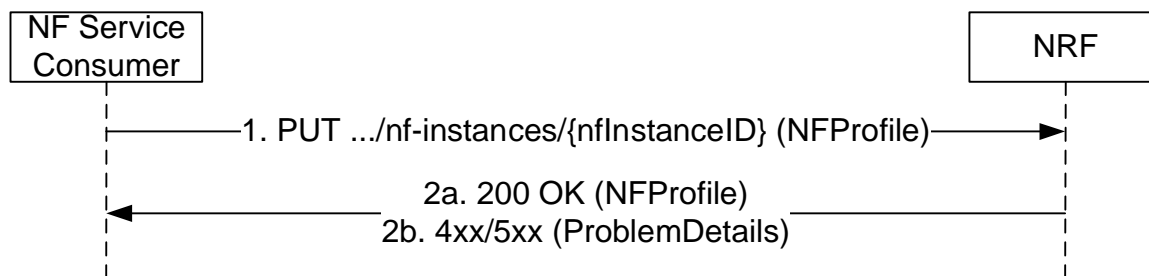 NF Service
Consumer
NRF
1. PUT .../nf-instances/{nfInstanceID} (NFProfile)
2a. 200 OK (NFProfile)
2b. 4xx/5xx (ProblemDetails)